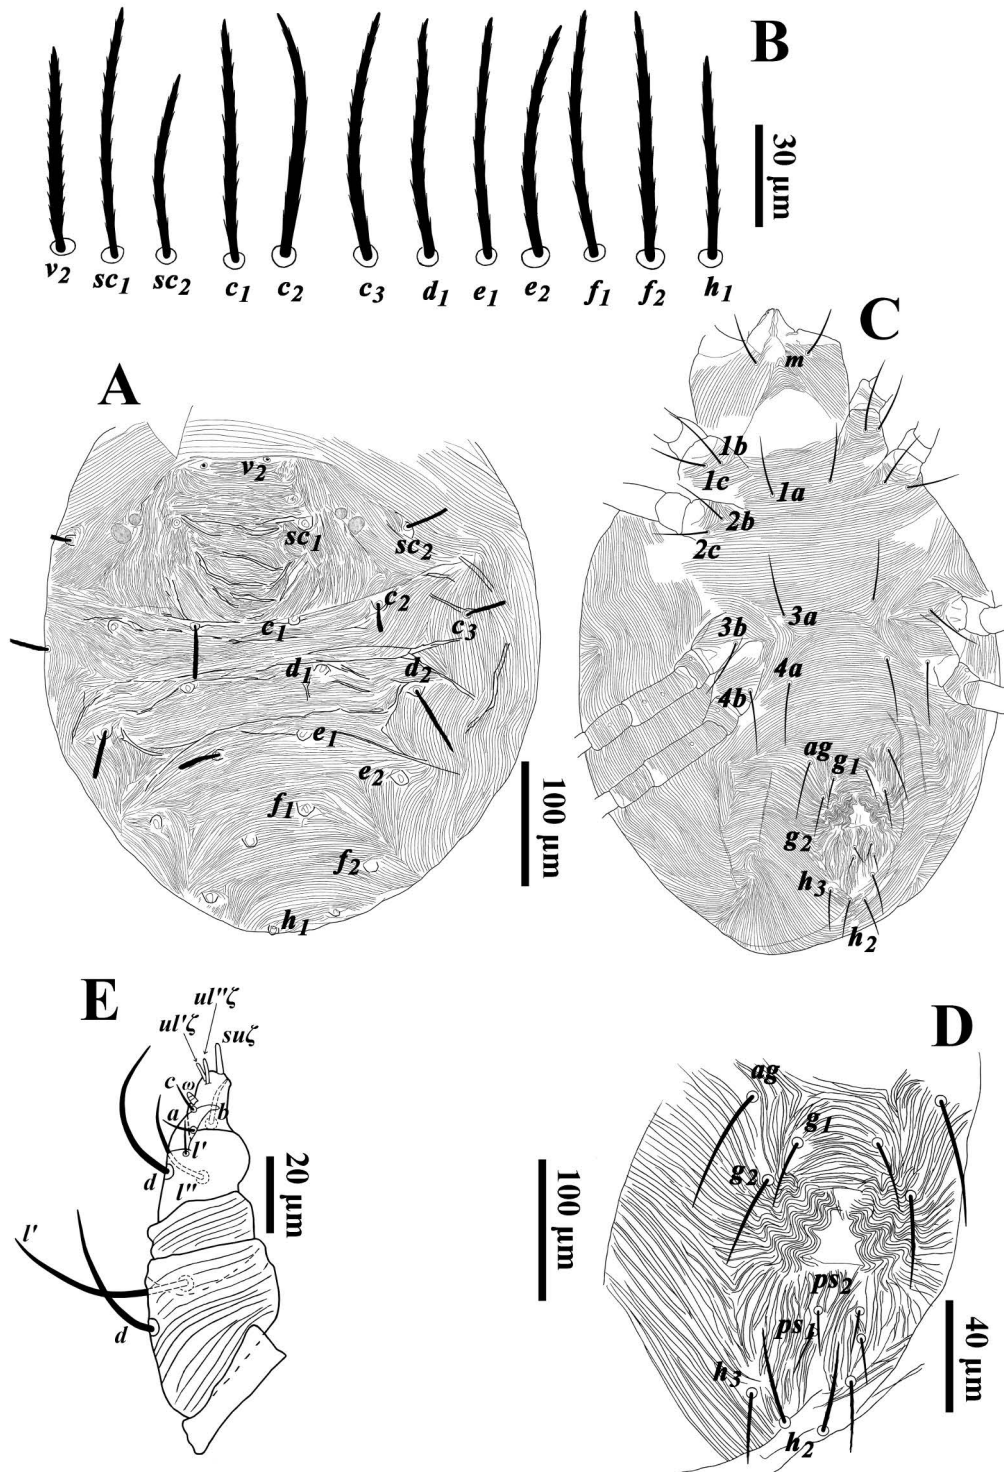 B
30 μm
v2 sc1 sc2 c1 c2 c3 d1 e1 e2 f1 f2 h1
C
m
1b
1c
1a
2b
2c
3a
3b
4a
4b
ag g1
g2
h3
h2
A
v2
sc1
sc2
c2
c1
c3
d1
d2
e1
e2
f1
f2
h1
100 μm
E
ul''ζ
ul'ζ
suζ
c ω
a b
l'
d
l''
l'
d
20 μm
D
ag
g1
g2
ps2
ps1
h3
h2
100 μm
40 μm